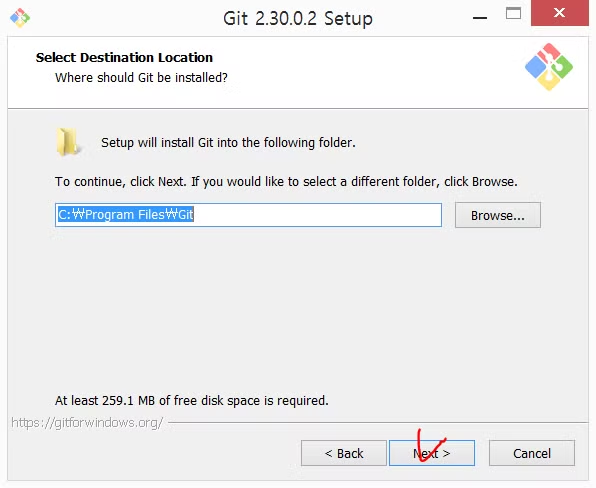 Git 2.30.0.2 Setup
Select Destination Location
Where should Git be installed?
Setup will install Git into the following folder.
To continue, click Next. If you would like to select a different folder, click Browse.
C:₩Program Files₩Git
Browse...
At least 259.1 MB of free disk space is required.
https://gitforwindows.org/
< Back
Next >
Cancel